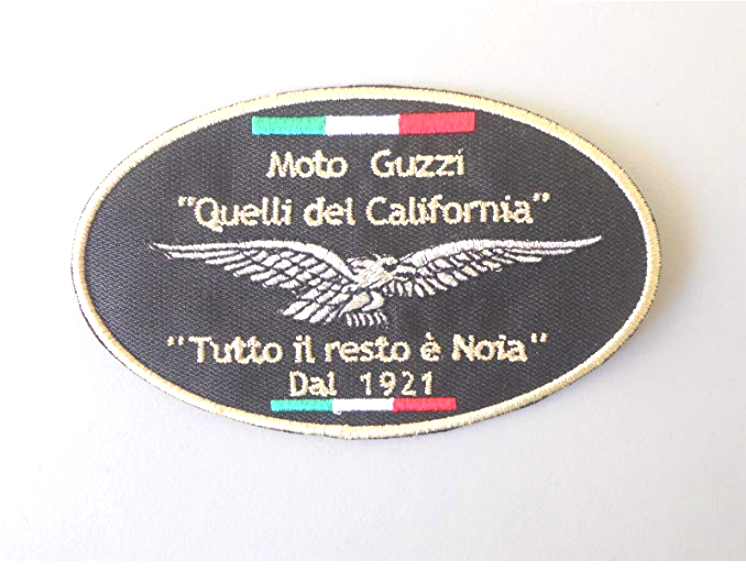 Moto Guzzi
"Quelli del California"
"Tutto il resto è Noia"
Dal 1921